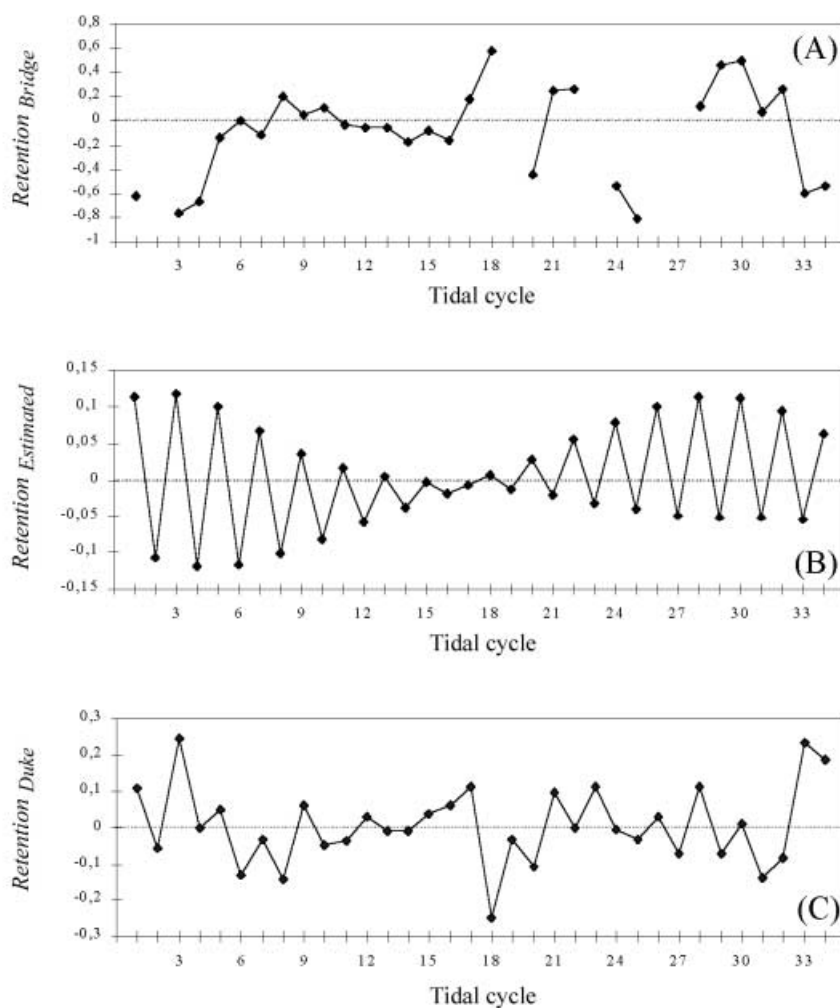 0,8
0,6
0,4
0,2
0
-0,2
-0,4
-0,6
-0,8
-1
Retention Bridge
(A)
3 6 9 12 15 18 21 24 27 30 33
Tidal cycle
0,15
0,1
0,05
0
-0,05
-0,1
-0,15
Retention Estimated
(B)
3 6 9 12 15 18 21 24 27 30 33
Tidal cycle
0,3
0,2
0,1
0
-0,1
-0,2
-0,3
Retention Duke
(C)
3 6 9 12 15 18 21 24 27 30 33
Tidal cycle